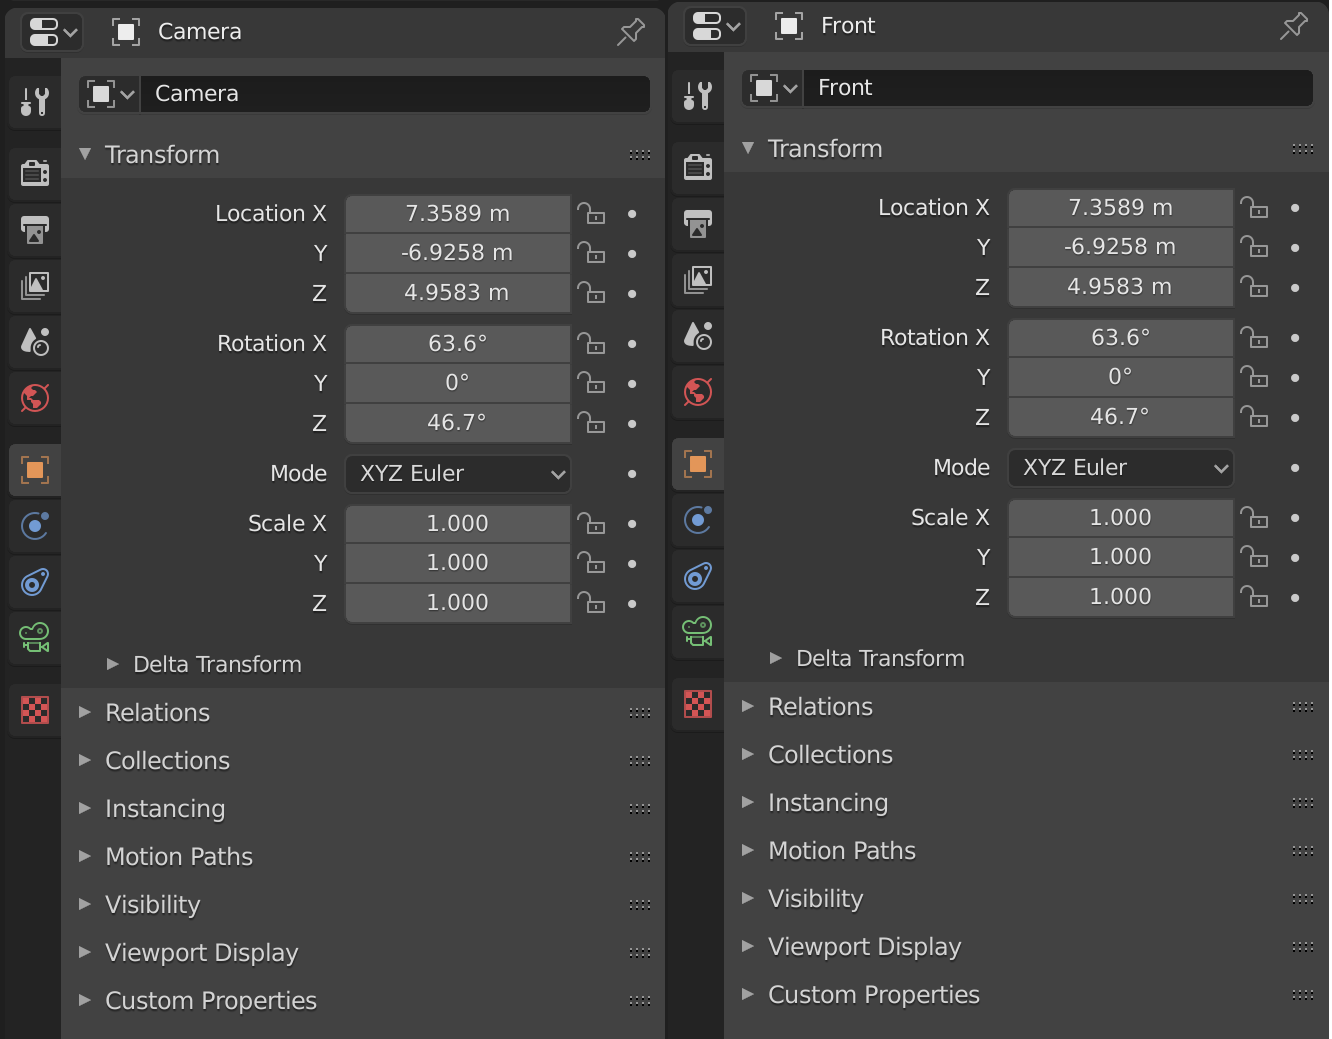 Camera
Camera
Transform
Location X 7.3589 m
Y -6.9258 m
Z 4.9583 m
Rotation X 63.6°
Y 0°
Z 46.7°
Mode XYZ Euler
Scale X 1.000
Y 1.000
Z 1.000
Delta Transform
Relations
Collections
Instancing
Motion Paths
Visibility
Viewport Display
Custom Properties
Front
Front
Transform
Location X 7.3589 m
Y -6.9258 m
Z 4.9583 m
Rotation X 63.6°
Y 0°
Z 46.7°
Mode XYZ Euler
Scale X 1.000
Y 1.000
Z 1.000
Delta Transform
Relations
Collections
Instancing
Motion Paths
Visibility
Viewport Display
Custom Properties